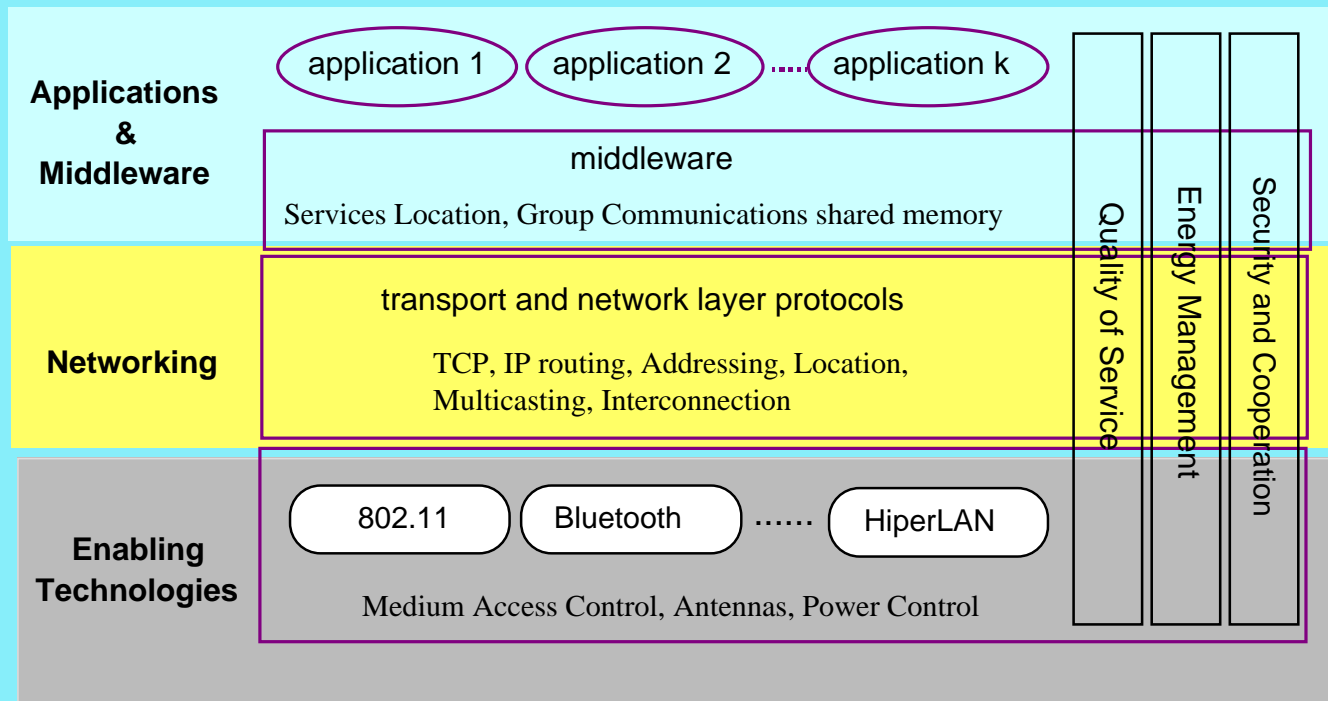 application 1
application 2
......
application k
Applications
&
Middleware
middleware
Services Location, Group Communications shared memory
Networking
transport and network layer protocols
TCP, IP routing, Addressing, Location,
Multicasting, Interconnection
Enabling
Technologies
802.11
Bluetooth
......
HiperLAN
Medium Access Control, Antennas, Power Control
Quality of Service
Energy Management
Security and Cooperation